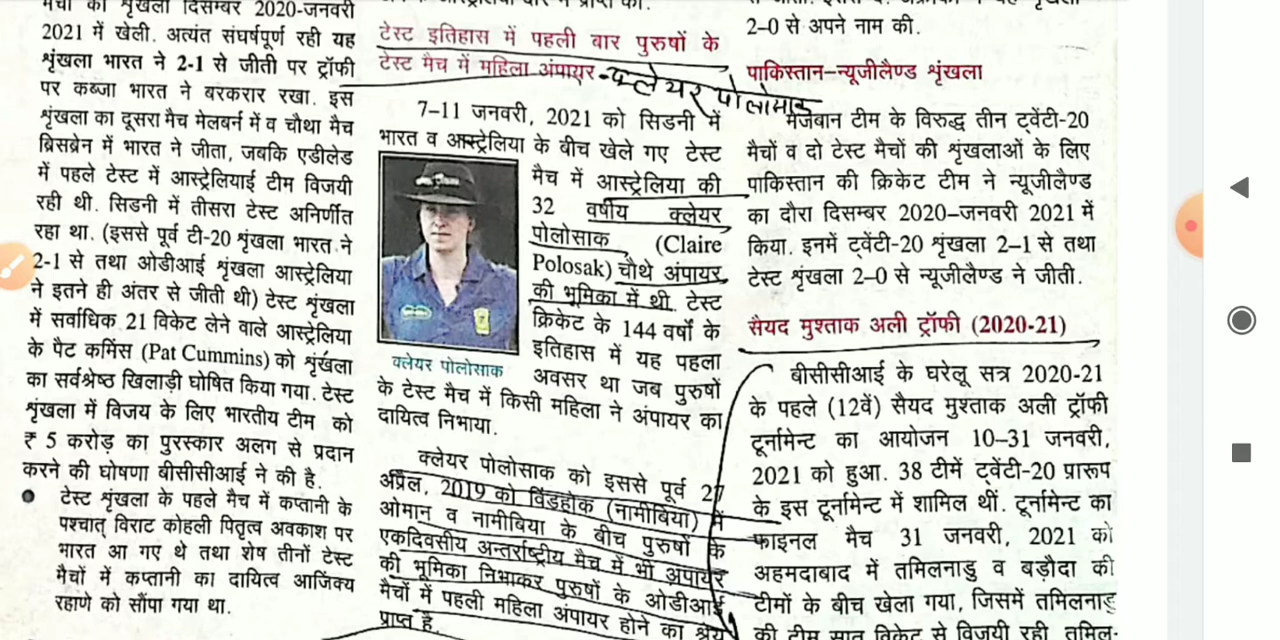 2021 में खेली. अत्यंत संघर्षपूर्ण रही यह
शृंखला भारत ने 2-1 से जीती पर ट्रॉफी
पर कब्जा भारत ने बरकरार रखा. इस
शृंखला का दूसरा मैच मेलबर्न में व चौथा मैच
ब्रिसब्रेन में भारत ने जीता, जबकि एडीलेड
में पहले टेस्ट में आस्ट्रेलियाई टीम विजयी
रही थी. सिडनी में तीसरा टेस्ट अनिर्णीत
रहा था. (इससे पूर्व टी-20 शृंखला भारत ने
2-1 से तथा ओडीआई शृंखला आस्ट्रेलिया
ने इतने ही अंतर से जीती थी) टेस्ट शृंखला
में सर्वाधिक 21 विकेट लेने वाले आस्ट्रेलिया
के पैट कमिंस (Pat Cummins) को शृंखला
का सर्वश्रेष्ठ खिलाड़ी घोषित किया गया. टेस्ट
शृंखला में विजय के लिए भारतीय टीम को
₹ 5 करोड़ का पुरस्कार अलग से प्रदान
करने की घोषणा बीसीसीआई ने की है.
● टेस्ट शृंखला के पहले मैच में कप्तानी के
पश्चात् विराट कोहली पितृत्व अवकाश पर
भारत आ गए थे तथा शेष तीनों टेस्ट
मैचों में कप्तानी का दायित्व आजिंक्य
रहाणे को सौंपा गया था.
टेस्ट इतिहास में पहली बार पुरुषों के
टेस्ट मैच में महिला अंपायर - क्लेयर पोलोसाक
7-11 जनवरी, 2021 को सिडनी में
भारत व आस्ट्रेलिया के बीच खेले गए टेस्ट
मैच में आस्ट्रेलिया की
32 वर्षीय क्लेयर
पोलोसाक (Claire
Polosak) चौथे अंपायर
की भूमिका में थी. टेस्ट
क्रिकेट के 144 वर्षों के
इतिहास में यह पहला
अवसर था जब पुरुषों
क्लेयर पोलोसाक
के टेस्ट मैच में किसी महिला ने अंपायर का
दायित्व निभाया.
क्लेयर पोलोसाक को इससे पूर्व 27
अप्रैल, 2019 को विंडहोक (नामीबिया) में
ओमान व नामीबिया के बीच पुरुषों के
एकदिवसीय अन्तर्राष्ट्रीय मैच में भी अंपायर
की भूमिका निभाकर पुरुषों के ओडीआई
मैचों में पहली महिला अंपायर होने का श्रेय
प्राप्त है.
2-0 से अपने नाम की.
पाकिस्तान-न्यूजीलैण्ड शृंखला
मेजबान टीम के विरुद्ध तीन ट्वेंटी-20
मैचों व दो टेस्ट मैचों की शृंखलाओं के लिए
पाकिस्तान की क्रिकेट टीम ने न्यूजीलैण्ड
का दौरा दिसम्बर 2020-जनवरी 2021 में
किया. इनमें ट्वेंटी-20 शृंखला 2-1 से तथा
टेस्ट शृंखला 2-0 से न्यूजीलैण्ड ने जीती.
सैयद मुश्ताक अली ट्रॉफी (2020-21)
बीसीसीआई के घरेलू सत्र 2020-21
के पहले (12वें) सैयद मुश्ताक अली ट्रॉफी
टूर्नामेन्ट का आयोजन 10-31 जनवरी,
2021 को हुआ. 38 टीमें ट्वेंटी-20 प्रारूप
के इस टूर्नामेन्ट में शामिल थीं. टूर्नामेन्ट का
फाइनल मैच 31 जनवरी, 2021 को
अहमदाबाद में तमिलनाडु व बड़ौदा की
टीमों के बीच खेला गया, जिसमें तमिलनाडु
की टीम सात विकेट से विजयी रही. तमिल-